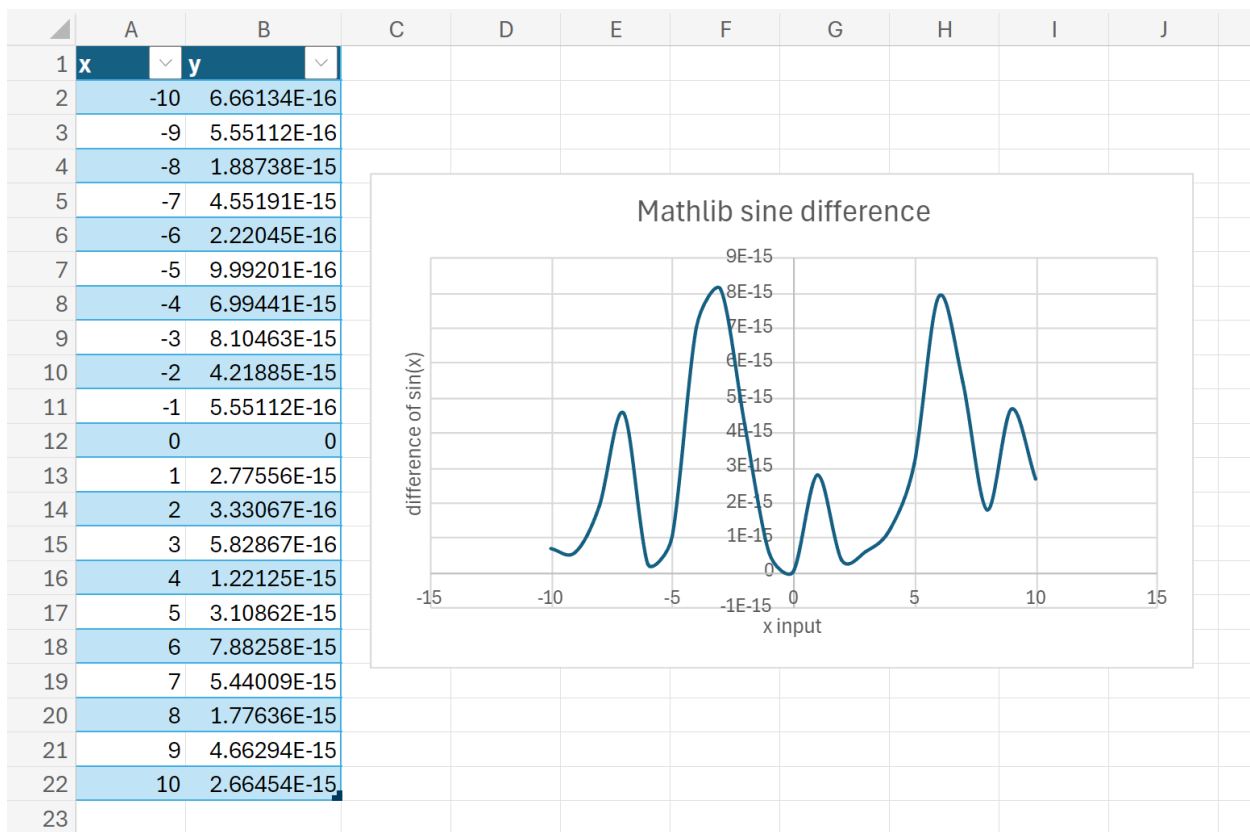 A B C D E F G H I J
1 x y
2 -10 6.66134E-16
3 -9 5.55112E-16
4 -8 1.88738E-15
5 -7 4.55191E-15
6 -6 2.22045E-16
7 -5 9.99201E-16
8 -4 6.99441E-15
9 -3 8.10463E-15
10 -2 4.21885E-15
11 -1 5.55112E-16
12 0 0
13 1 2.77556E-15
14 2 3.33067E-16
15 3 5.82867E-16
16 4 1.22125E-15
17 5 3.10862E-15
18 6 7.88258E-15
19 7 5.44009E-15
20 8 1.77636E-15
21 9 4.66294E-15
22 10 2.66454E-15
23
Mathlib sine difference
difference of sin(x)
9E-15
8E-15
7E-15
6E-15
5E-15
4E-15
3E-15
2E-15
1E-15
0
-1E-15
-15 -10 -5 0 5 10 15
x input